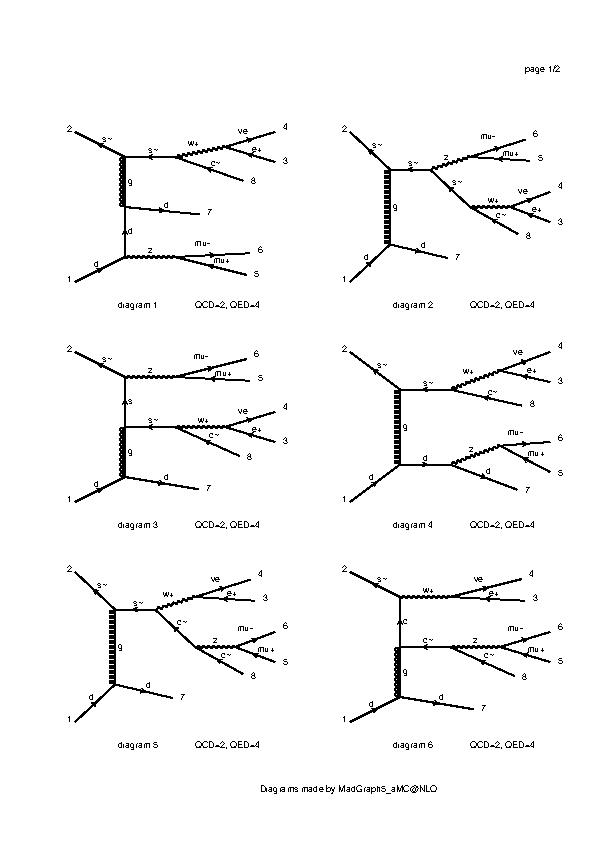 page 1/2
2
s~
s~
w+
ve
4
e+
3
c~
8
g
d
7
d
d
1
z
mu-
6
mu+
5
diagram 1 QCD=2, QED=4
2
s~
s~
z
mu-
6
mu+
5
s~
w+
ve
4
e+
3
c~
8
g
d
7
d
1
diagram 2 QCD=2, QED=4
2
s~
z
mu-
6
mu+
5
s
s~
w+
ve
4
e+
3
c~
8
g
d
7
d
1
diagram 3 QCD=2, QED=4
2
s~
s~
w+
ve
4
e+
3
c~
8
g
d
z
mu-
6
mu+
5
d
7
d
1
diagram 4 QCD=2, QED=4
2
s~
s~
w+
ve
4
e+
3
c~
z
mu-
6
mu+
5
c~
8
g
d
7
d
1
diagram 5 QCD=2, QED=4
2
s~
w+
ve
4
e+
3
c
c~
z
mu-
6
mu+
5
c~
8
g
d
7
d
1
diagram 6 QCD=2, QED=4
Diagrams made by MadGraph5_aMC@NLO